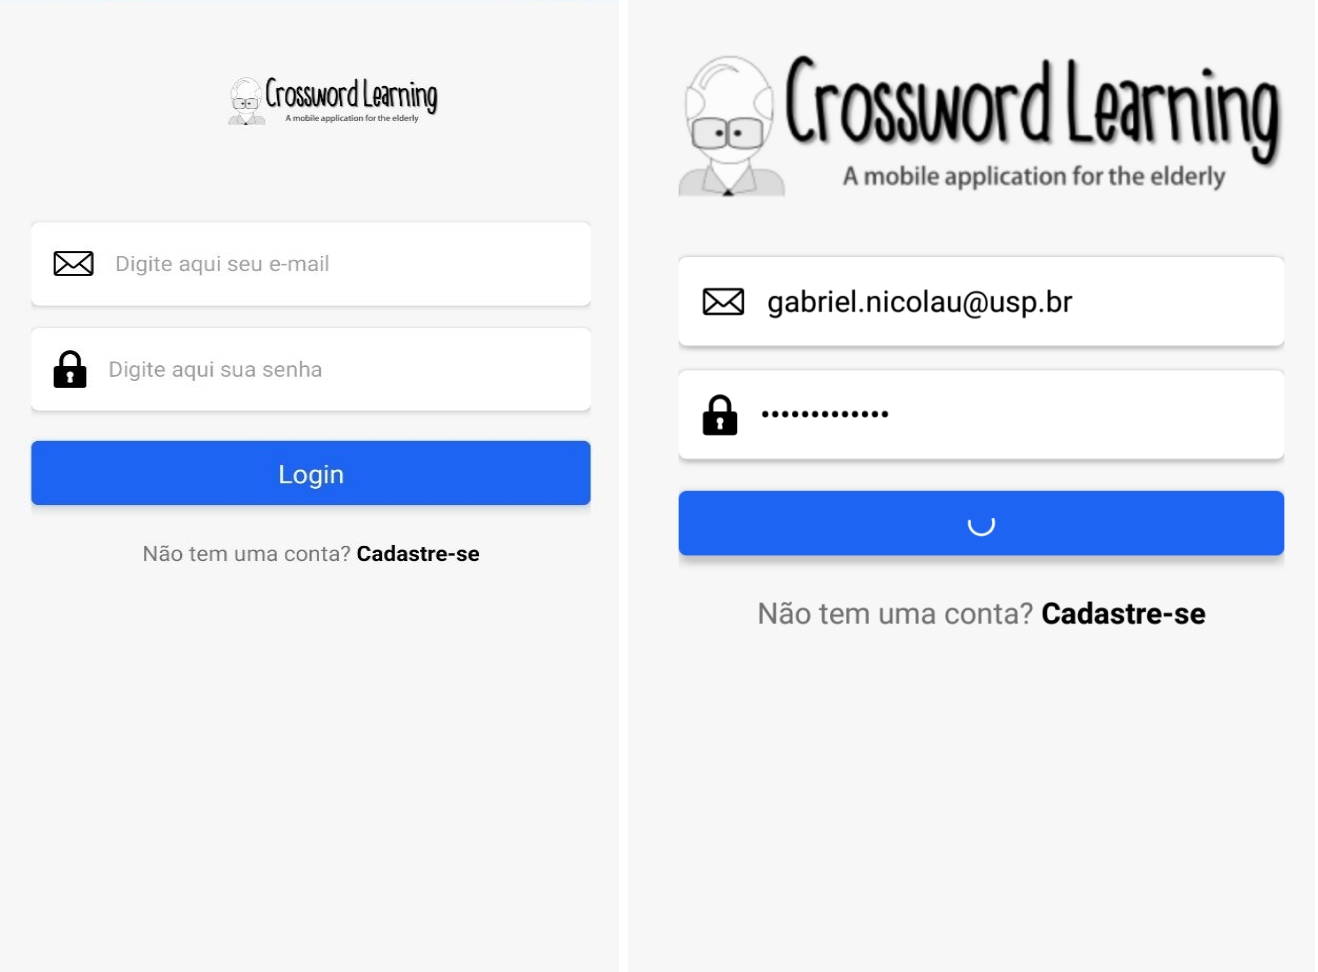 Crossword Learning
A mobile application for the elderly
Digite aqui seu e-mail
Digite aqui sua senha
Login
Não tem uma conta? Cadastre-se
Crossword Learning
A mobile application for the elderly
gabriel.nicolau@usp.br
•••••••••••••
Não tem uma conta? Cadastre-se